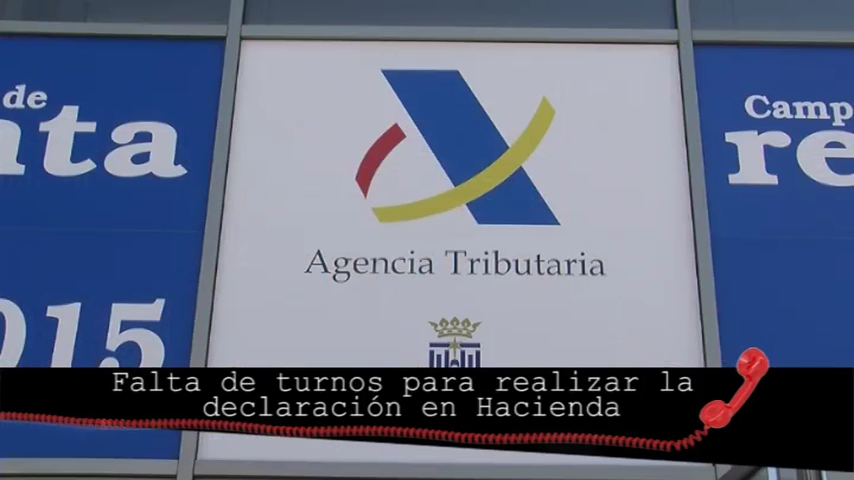 de
nta
015
Agencia Tributaria
Camp
re
Falta de turnos para realizar la
declaración en Hacienda